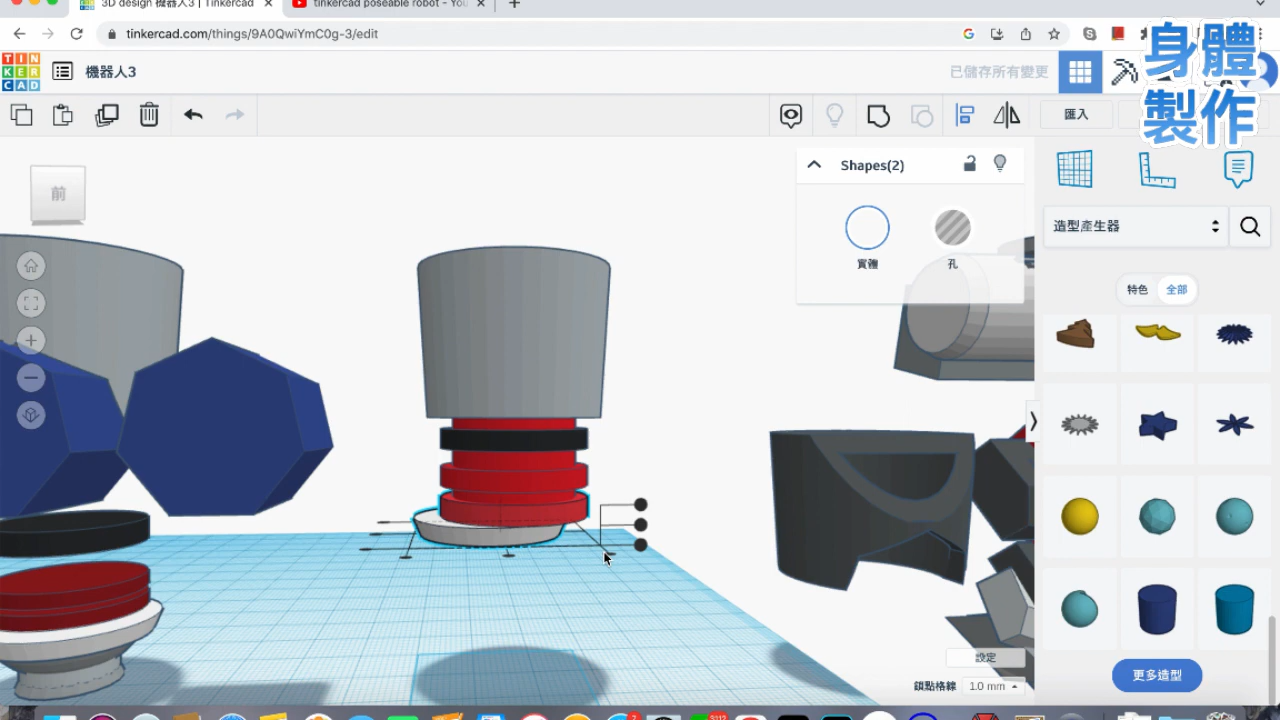 3D design 機器人3 | Tinkercad
tinkercad poseable robot - You
tinkercad.com/things/9A0QwiYmC0g-3/edit
身體
製作
TIN
KER
CAD
機器人3
已儲存所有變更
匯入
前
Shapes(2)
實體
孔
造型產生器
特色 全部
設定
鎖點格線 1.0 mm
更多造型